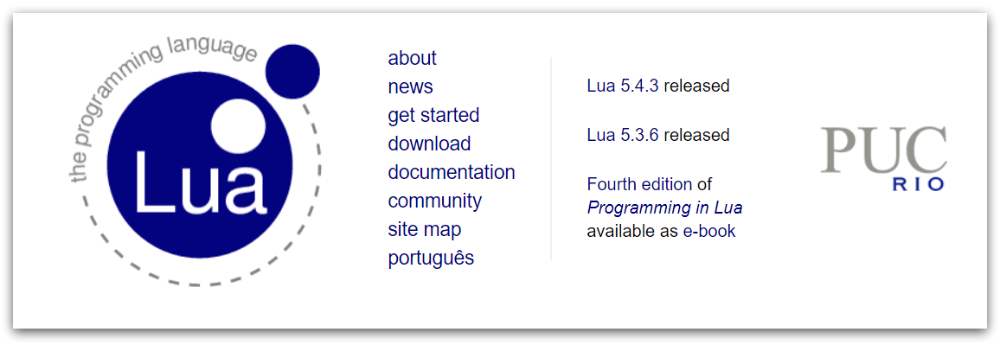 the programming language
Lua
about
news
get started
download
documentation
community
site map
português
Lua 5.4.3 released
Lua 5.3.6 released
Fourth edition of
Programming in Lua
available as e-book
PUC
RIO